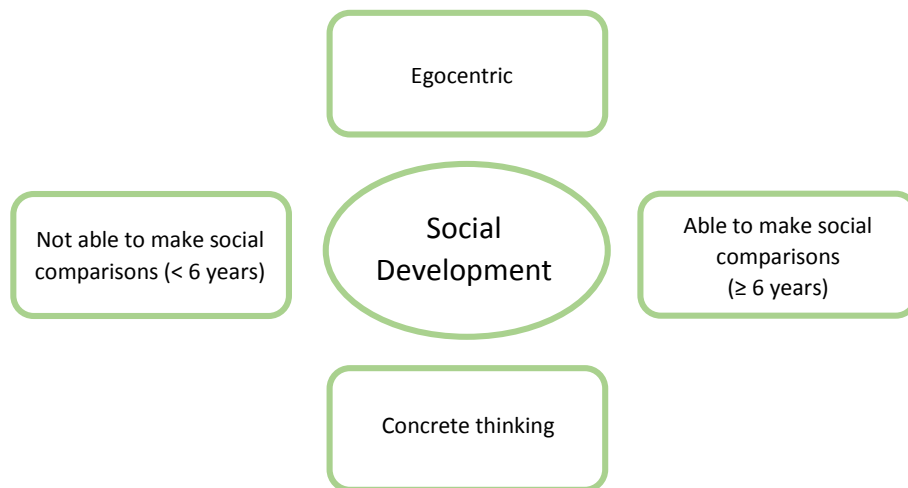 Egocentric
Not able to make social
comparisons (< 6 years)
Social
Development
Able to make social
comparisons
(≥ 6 years)
Concrete thinking